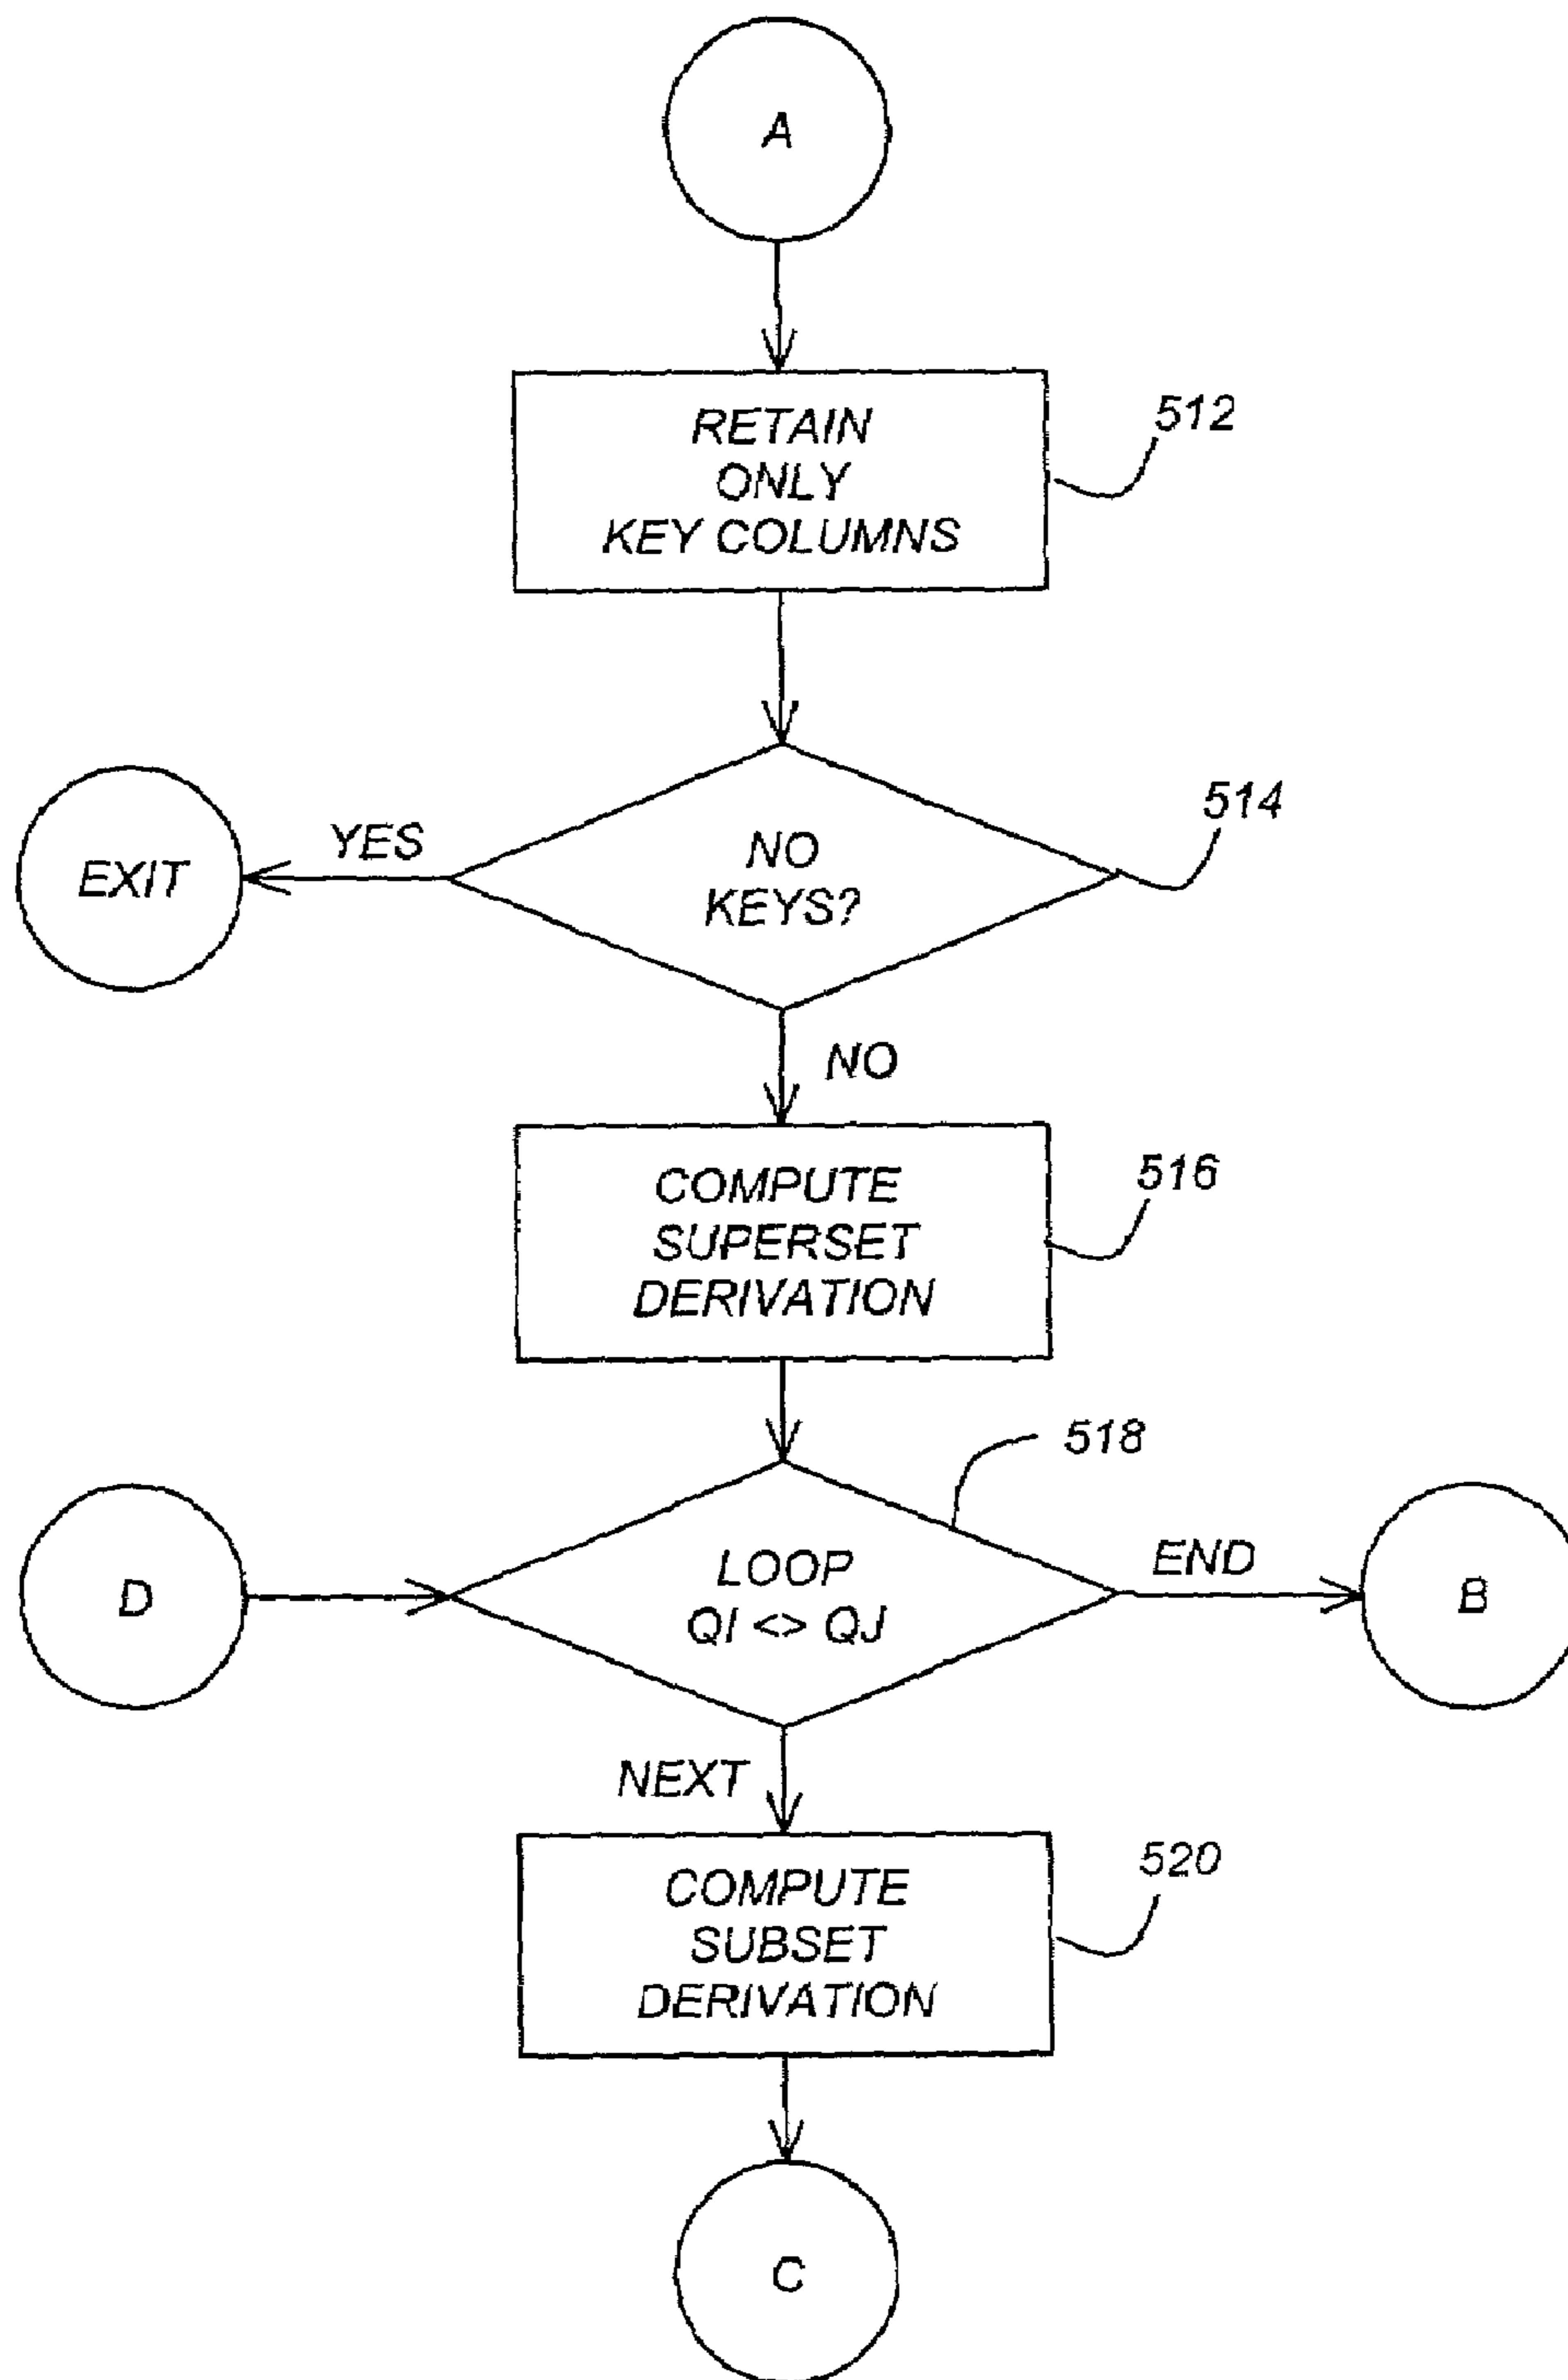 A
RETAIN
ONLY
KEY COLUMNS
512
NO
KEYS?
514
YES
EXIT
NO
COMPUTE
SUPERSET
DERIVATION
516
518
D
LOOP
QI <> QJ
END
B
NEXT
COMPUTE
SUBSET
DERIVATION
520
C